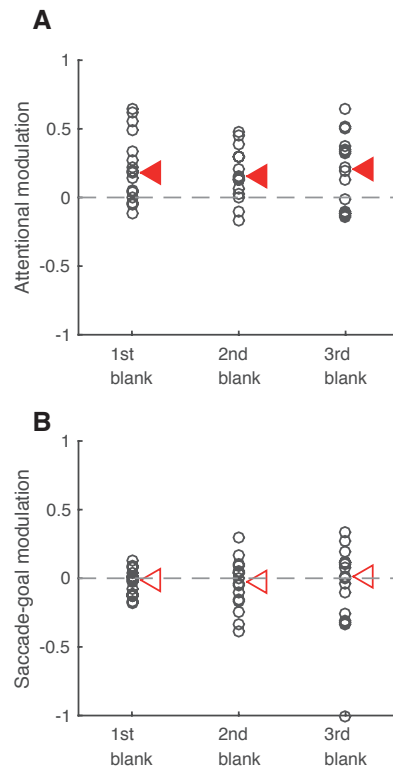 A
Attentional modulation
1
0.5
0
-0.5
-1
1st 2nd 3rd
blank blank blank
B
Saccade-goal modulation
1
0.5
0
-0.5
-1
1st 2nd 3rd
blank blank blank